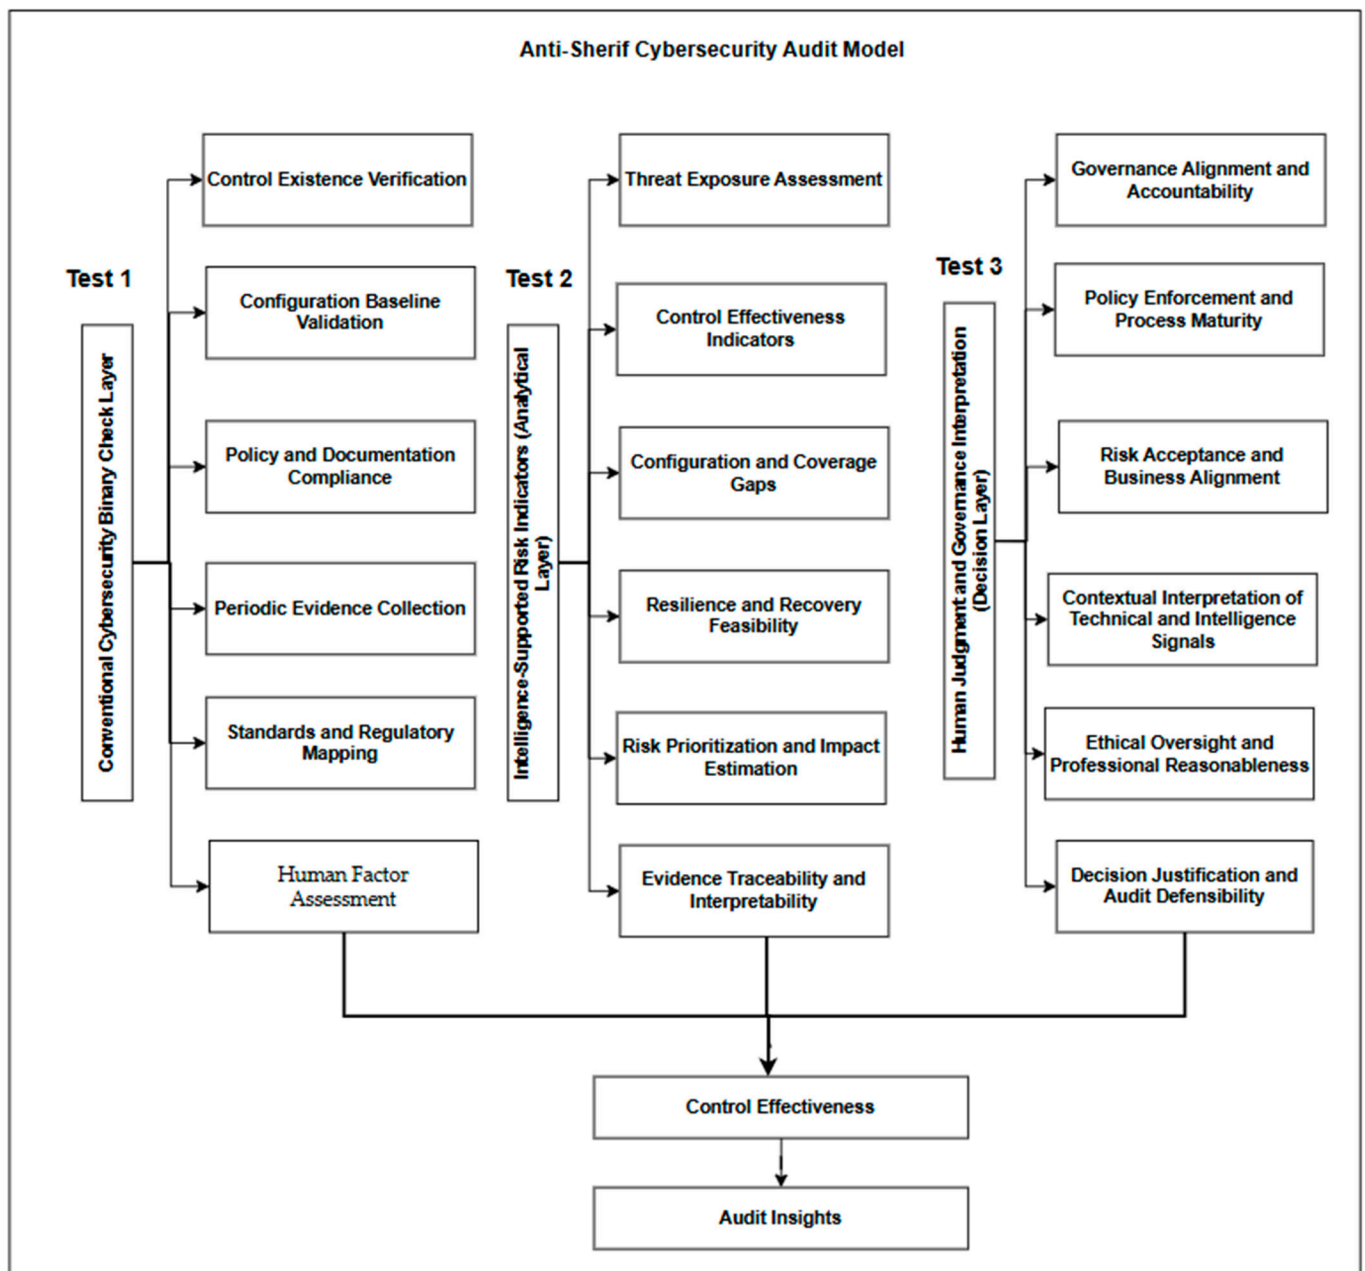 Anti-Sherif Cybersecurity Audit Model
Test 1
Conventional Cybersecurity Binary Check Layer
Control Existence Verification
Configuration Baseline
Validation
Policy and Documentation
Compliance
Periodic Evidence Collection
Standards and Regulatory
Mapping
Human Factor
Assessment
Test 2
Intelligence-Supported Risk Indicators (Analytical
Layer)
Threat Exposure Assessment
Control Effectiveness
Indicators
Configuration and Coverage
Gaps
Resilience and Recovery
Feasibility
Risk Prioritization and Impact
Estimation
Evidence Traceability and
Interpretability
Test 3
Human Judgment and Governance Interpretation
(Decision Layer)
Governance Alignment and
Accountability
Policy Enforcement and
Process Maturity
Risk Acceptance and
Business Alignment
Contextual Interpretation of
Technical and Intelligence
Signals
Ethical Oversight and
Professional Reasonableness
Decision Justification and
Audit Defensibility
Control Effectiveness
Audit Insights